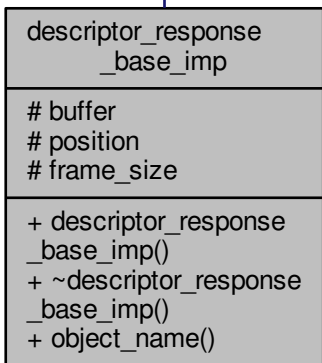 descriptor_response
_base_imp
# buffer
# position
# frame_size
+ descriptor_response
_base_imp()
+ ~descriptor_response
_base_imp()
+ object_name()